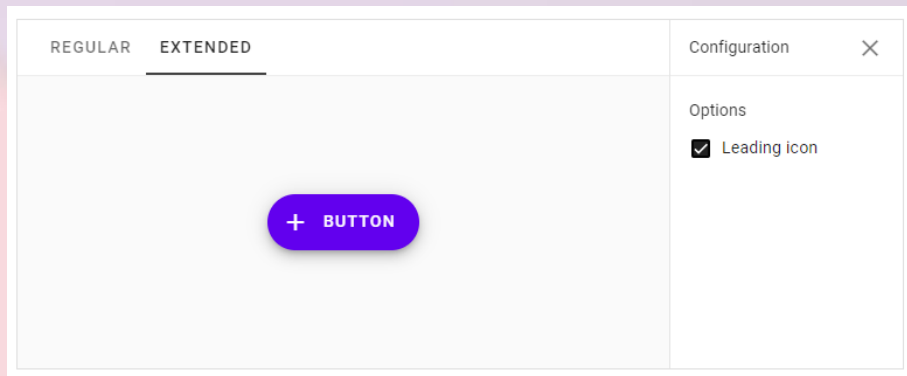 REGULAR EXTENDED
Configuration
Options
Leading icon
BUTTON